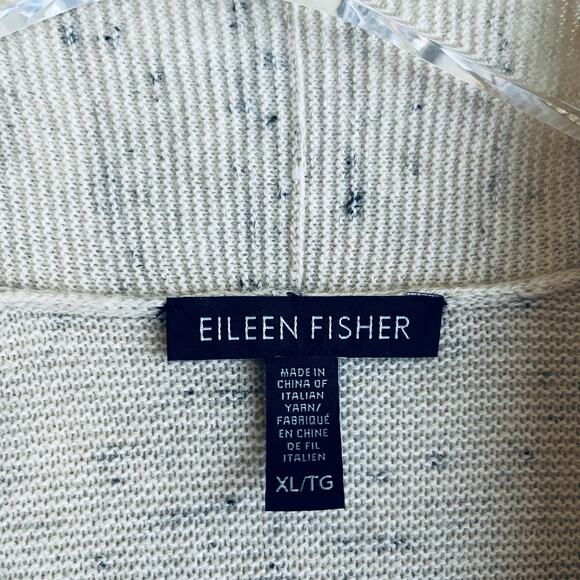 EILEEN FISHER
MADE IN
CHINA OF
ITALIAN
YARN/
FABRIQUÉ
EN CHINE
DE FIL
ITALIEN
XL/TG